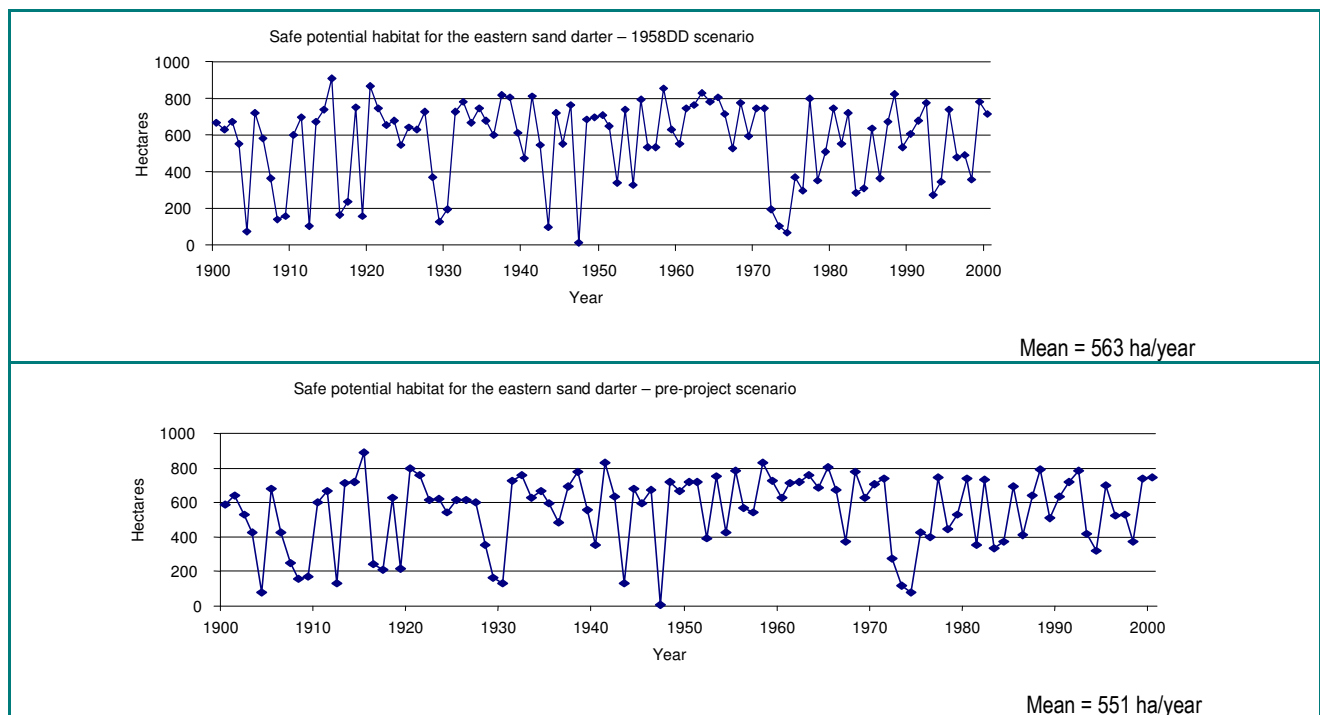 Safe potential habitat for the eastern sand darter – 1958DD scenario
1000
800
600
400
200
0
Hectares
1900 1910 1920 1930 1940 1950 1960 1970 1980 1990 2000
Year
Mean = 563 ha/year
Safe potential habitat for the eastern sand darter – pre-project scenario
1000
800
600
400
200
0
Hectares
1900 1910 1920 1930 1940 1950 1960 1970 1980 1990 2000
Year
Mean = 551 ha/year